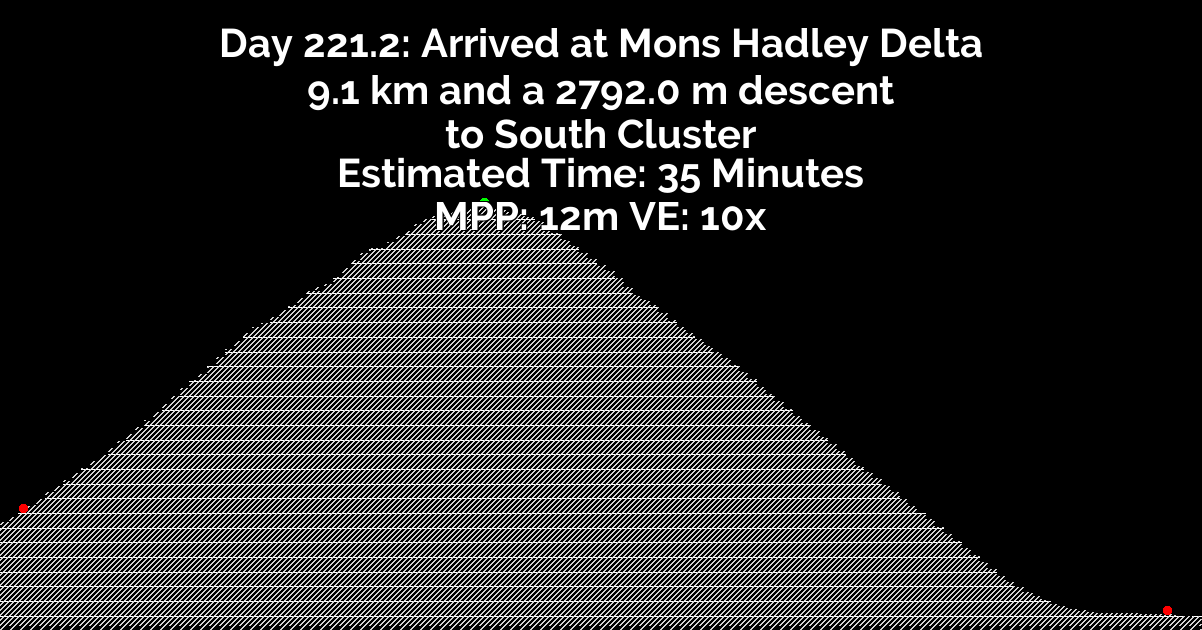 Day 221.2: Arrived at Mons Hadley Delta
9.1 km and a 2792.0 m descent
to South Cluster
Estimated Time: 35 Minutes
MPP: 12m VE: 10x